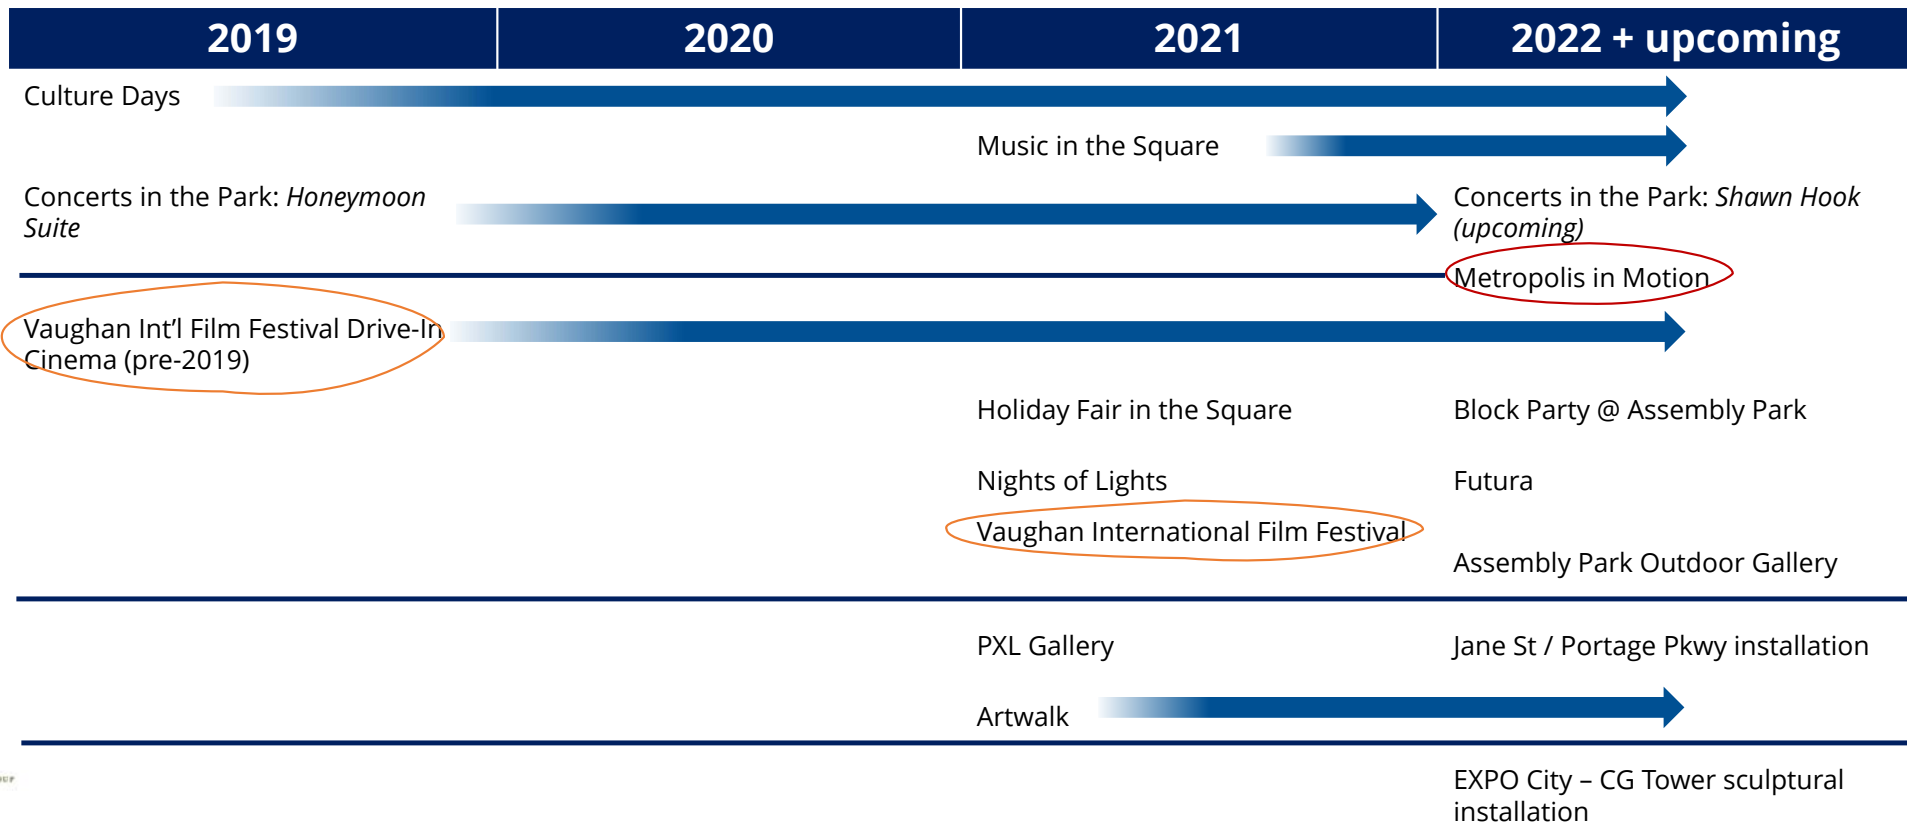 2019 2020 2021 2022 + upcoming
Culture Days
Music in the Square
Concerts in the Park: Honeymoon
Suite
Concerts in the Park: Shawn Hook
(upcoming)
Metropolis in Motion
Vaughan Int’l Film Festival Drive-In
Cinema (pre-2019)
Holiday Fair in the Square
Block Party @ Assembly Park
Nights of Lights
Futura
Vaughan International Film Festival
Assembly Park Outdoor Gallery
PXL Gallery
Jane St / Portage Pkwy installation
Artwalk
EXPO City – CG Tower sculptural
installation